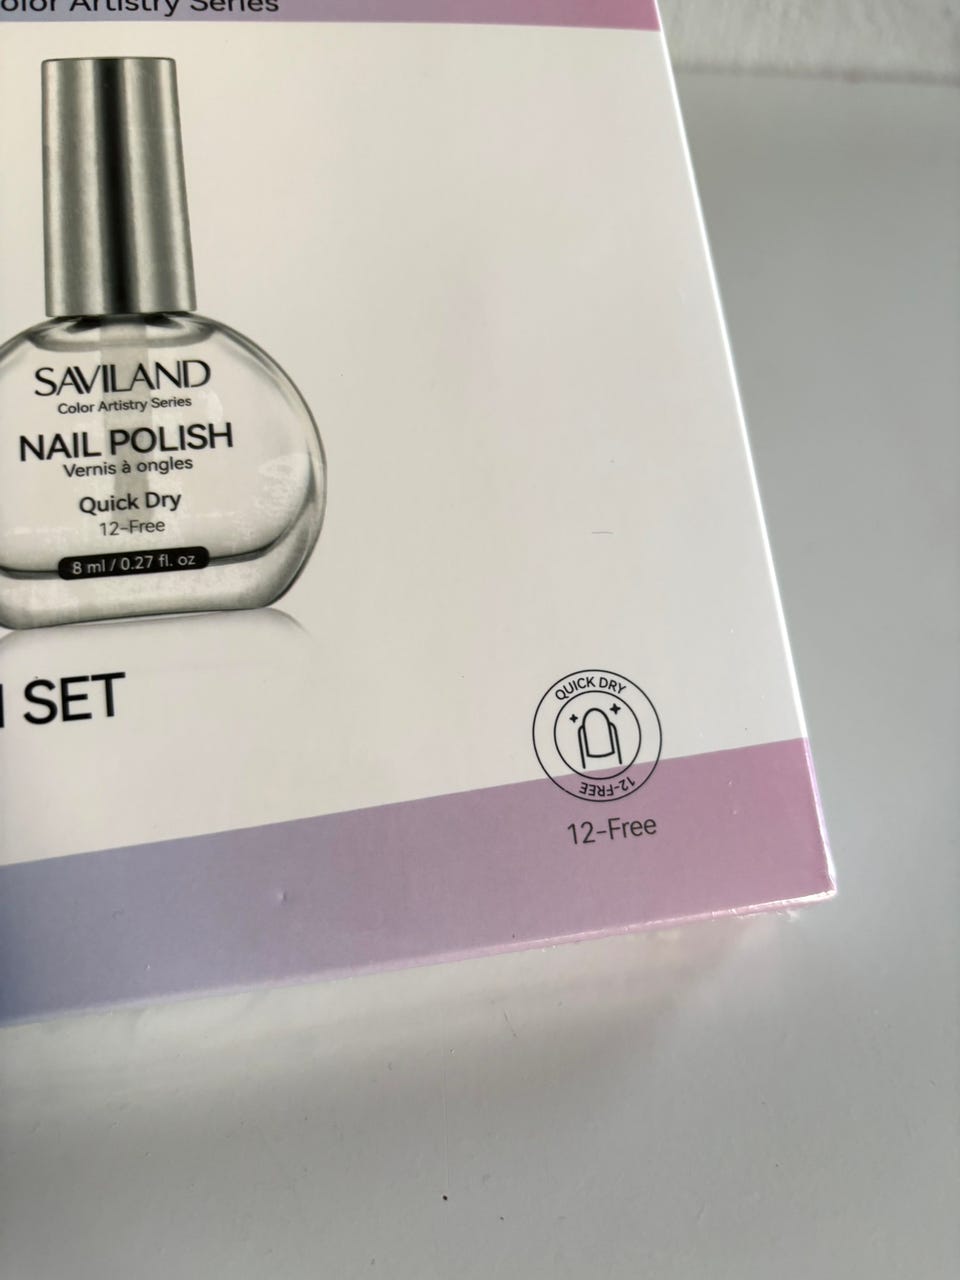 olor Artistry Series
SAVILAND
Color Artistry Series
NAIL POLISH
Vernis à ongles
Quick Dry
12-Free
8 ml / 0.27 fl. oz
SET
QUICK DRY
12-FREE
12-Free